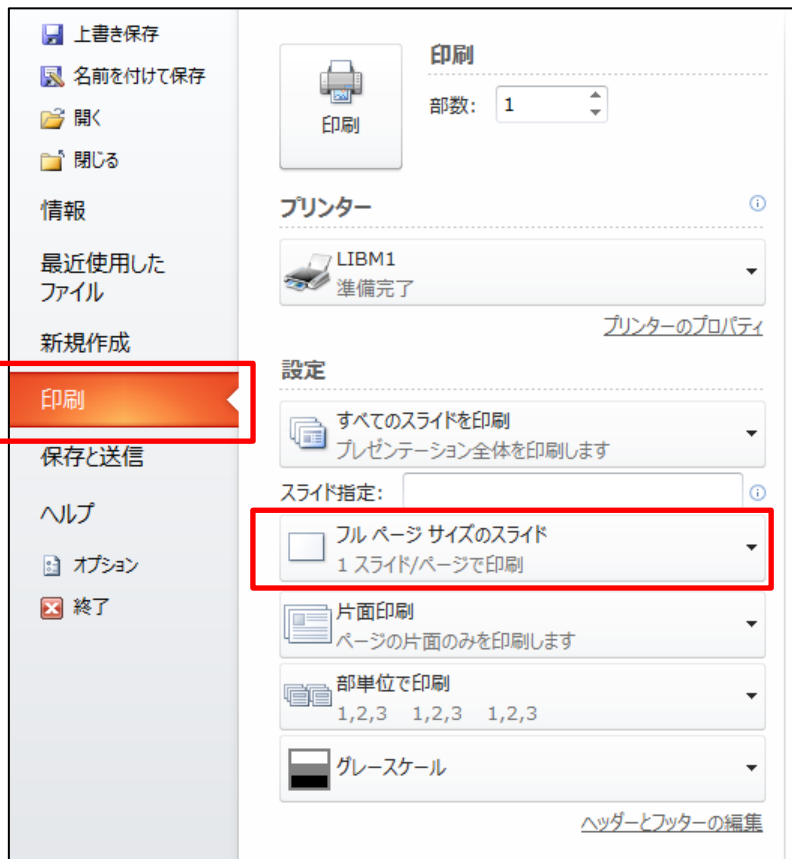 上書き保存
名前を付けて保存
開く
閉じる
情報
最近使用した
ファイル
新規作成
印刷
保存と送信
ヘルプ
オプション
終了
印刷
印刷
部数: 1
プリンター
LIBM1
準備完了
プリンターのプロパティ
設定
すべてのスライドを印刷
プレゼンテーション全体を印刷します
スライド指定:
フル ページ サイズのスライド
1 スライド/ページで印刷
片面印刷
ページの片面のみを印刷します
部単位で印刷
1,2,3 1,2,3 1,2,3
グレースケール
ヘッダーとフッターの編集